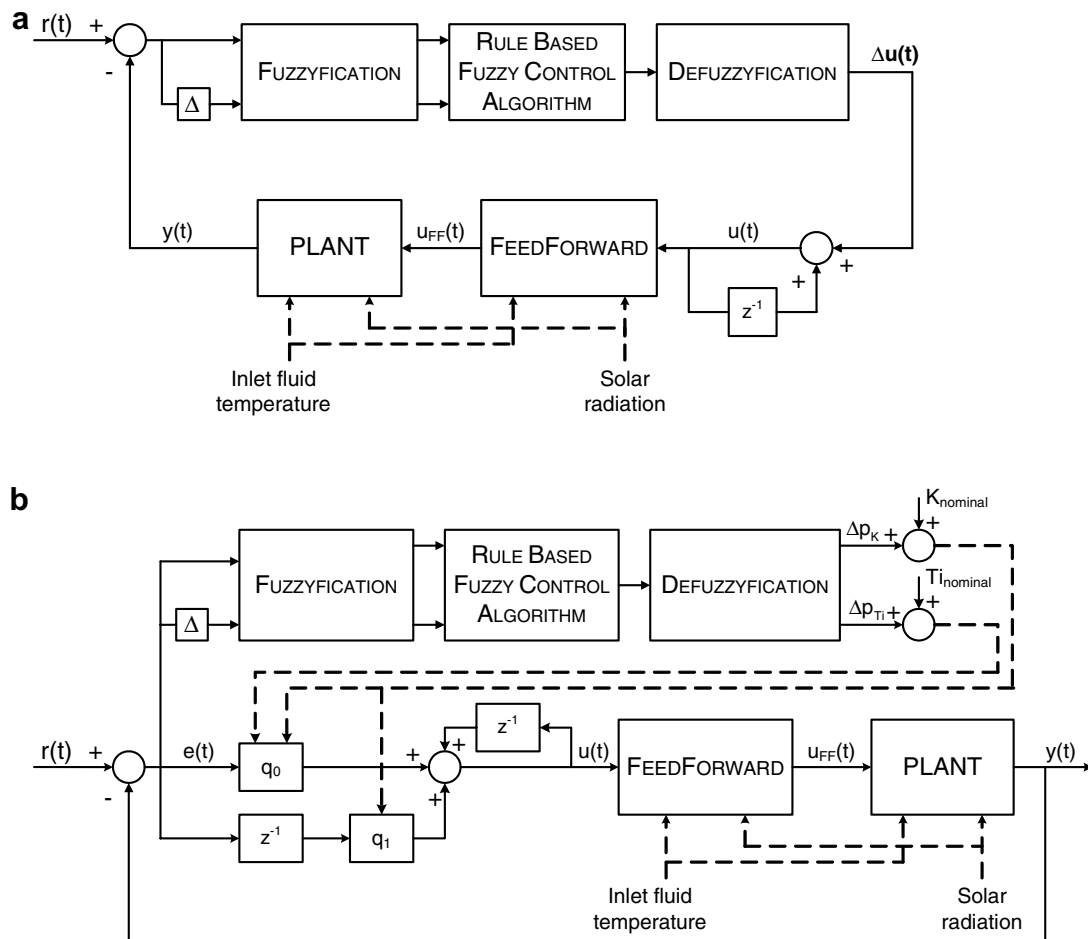 a
r(t)
+
-
Δ
FUZZYFICATION
RULE BASED
FUZZY CONTROL
ALGORITHM
DEFUZZYFICATION
Δu(t)
y(t)
PLANT
uFF(t)
FEEDFORWARD
u(t)
+
+
z-1
Inlet fluid
temperature
Solar
radiation
b
Δ
FUZZYFICATION
RULE BASED
FUZZY CONTROL
ALGORITHM
DEFUZZYFICATION
Knominal
ΔpK
+
+
Tinominal
ΔpTi
+
+
r(t)
+
-
e(t)
q0
z-1
q1
+
+
+
z-1
u(t)
FEEDFORWARD
uFF(t)
PLANT
y(t)
Inlet fluid
temperature
Solar
radiation